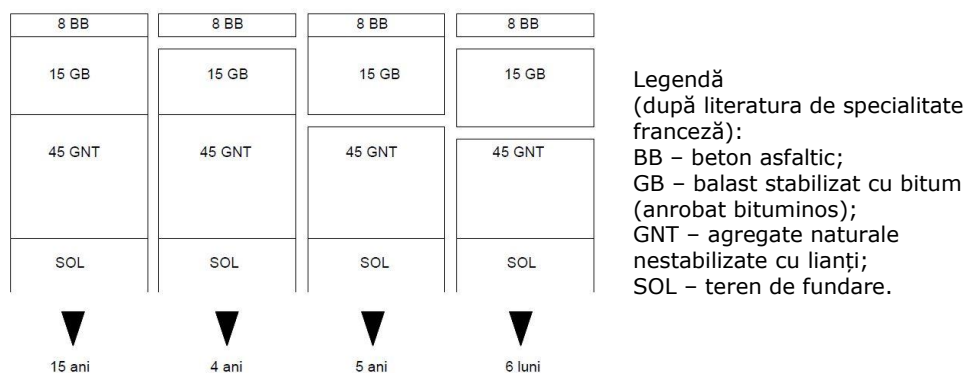 8 BB 8 BB 8 BB 8 BB
15 GB 15 GB 15 GB 15 GB
45 GNT 45 GNT 45 GNT 45 GNT
SOL SOL SOL SOL
15 ani 4 ani 5 ani 6 luni
Legendă
(după literatura de specialitate
franceză):
BB – beton asfaltic;
GB – balast stabilizat cu bitum
(anrobat bituminos);
GNT – agregate naturale
nestabilizate cu lianți;
SOL – teren de fundare.